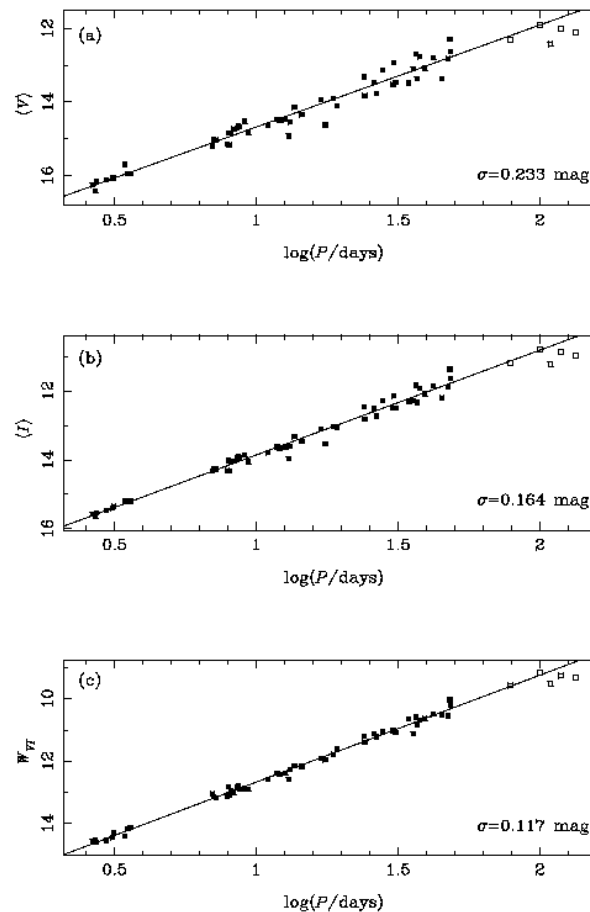 (a)
12
14
16
⟨V⟩
σ=0.233 mag
0.5 1 1.5 2
log(P/days)
(b)
12
14
16
⟨I⟩
σ=0.164 mag
0.5 1 1.5 2
log(P/days)
(c)
10
12
14
W_VI
σ=0.117 mag
0.5 1 1.5 2
log(P/days)